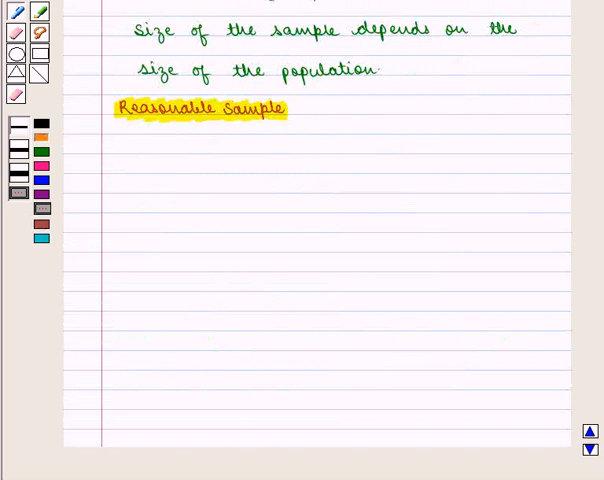 size of the sample depends on the
size of the population.
Reasonable Sample